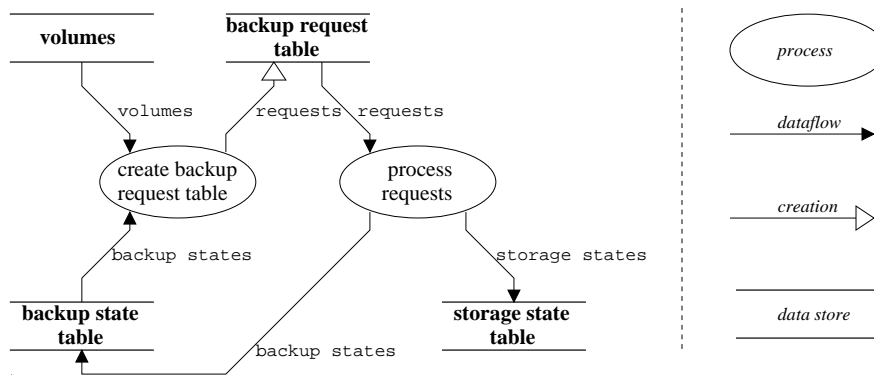 volumes
backup request
table
volumes
requests
requests
create backup
request table
process
requests
backup states
storage states
backup state
table
storage state
table
backup states
process
dataflow
creation
data store